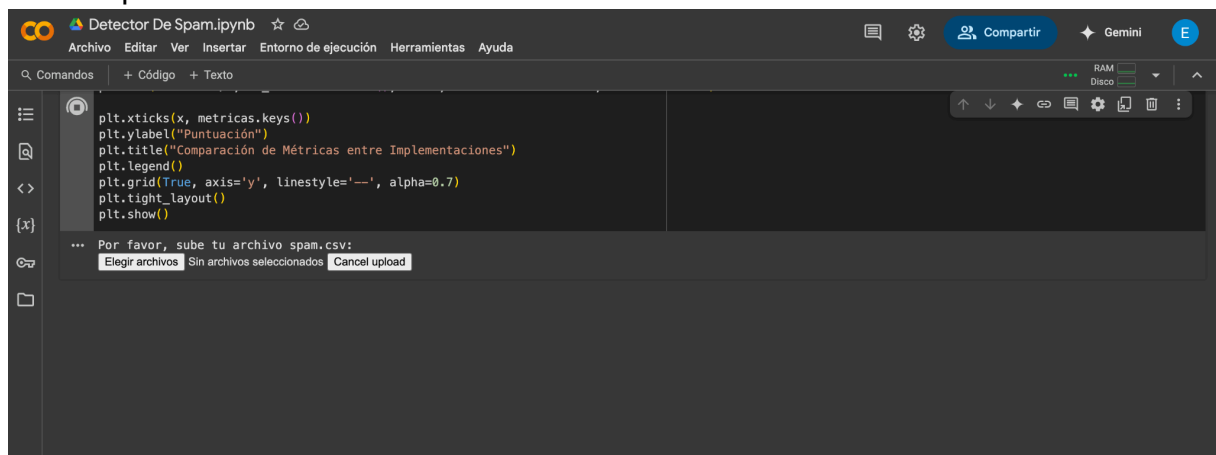 CO
Detector De Spam.ipynb
Archivo Editar Ver Insertar Entorno de ejecución Herramientas Ayuda
Compartir
Gemini
E
Comandos + Código + Texto
RAM
Disco
plt.xticks(x, metricas.keys())
plt.ylabel("Puntuación")
plt.title("Comparación de Métricas entre Implementaciones")
plt.legend()
plt.grid(True, axis='y', linestyle='--', alpha=0.7)
plt.tight_layout()
plt.show()
<>
{x}
... Por favor, sube tu archivo spam.csv:
Elegir archivos Sin archivos seleccionados Cancel upload